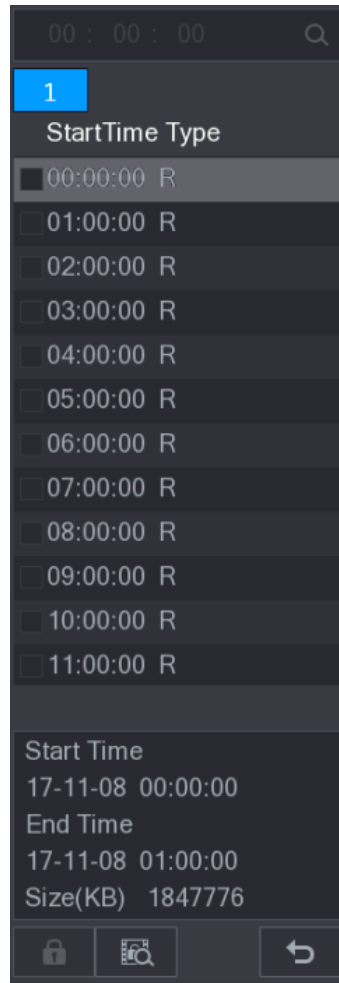 00 : 00 : 00
1
StartTime Type
00:00:00 R
01:00:00 R
02:00:00 R
03:00:00 R
04:00:00 R
05:00:00 R
06:00:00 R
07:00:00 R
08:00:00 R
09:00:00 R
10:00:00 R
11:00:00 R
Start Time
17-11-08 00:00:00
End Time
17-11-08 01:00:00
Size(KB) 1847776